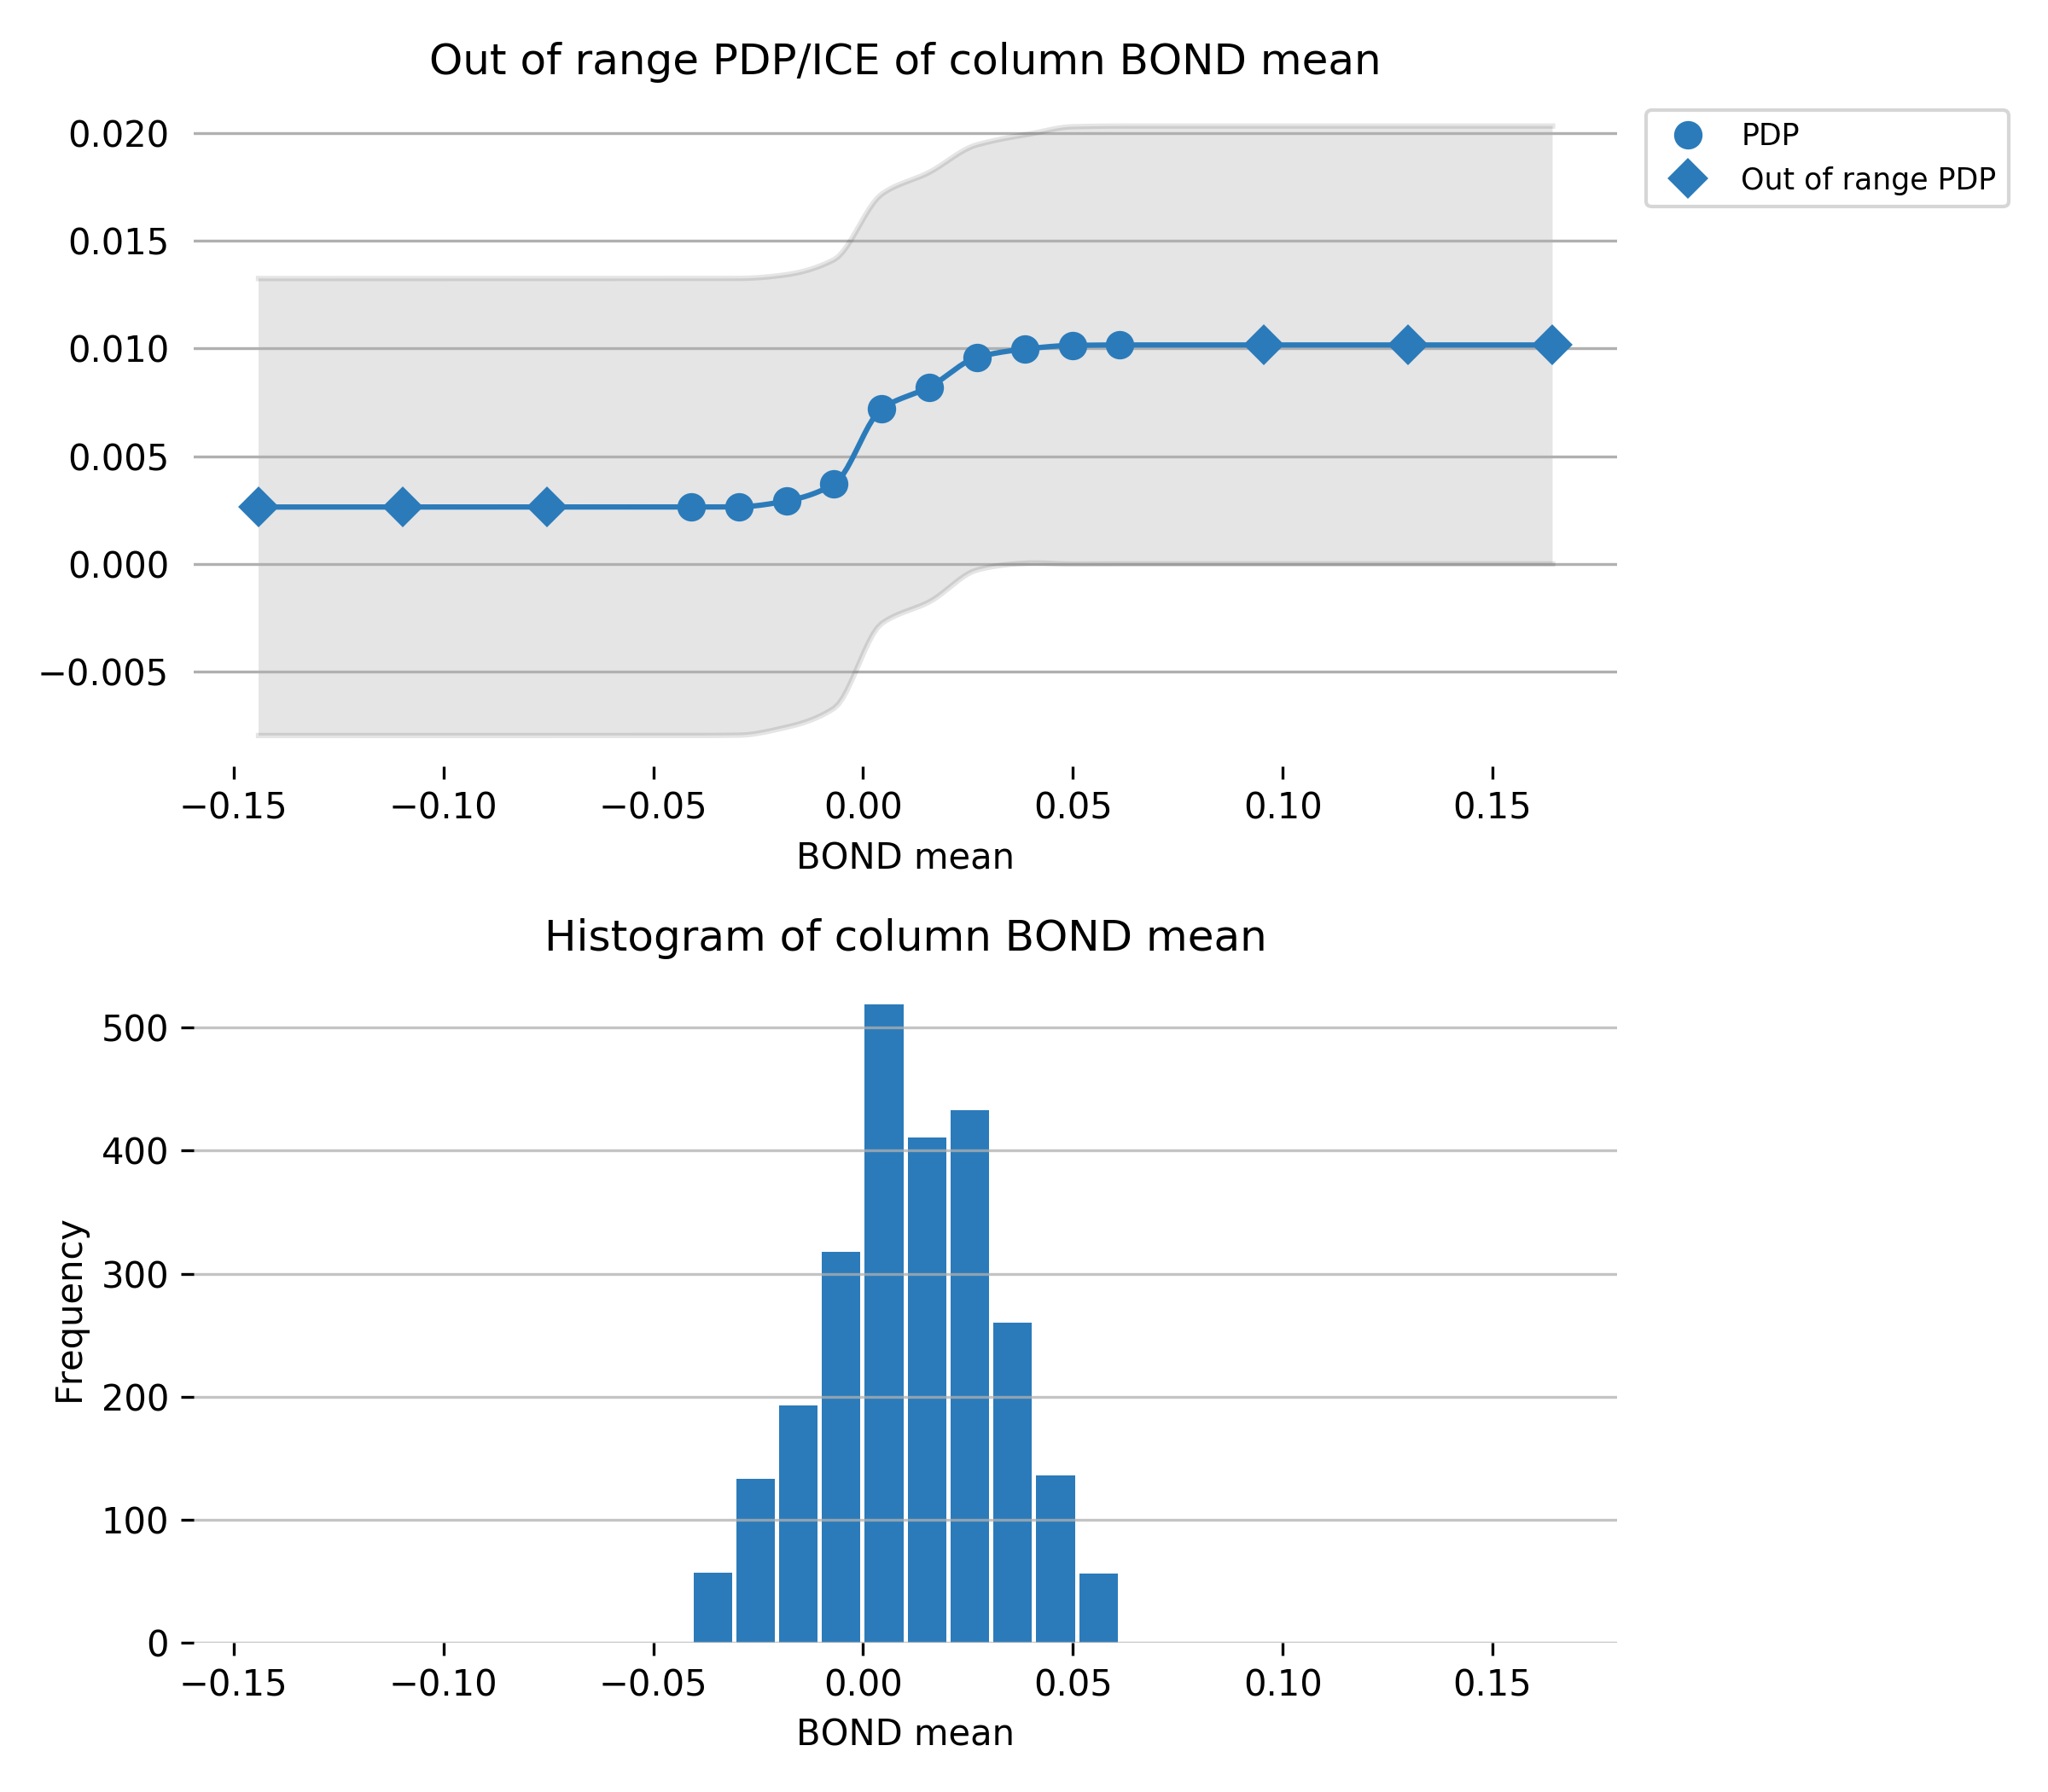 Out of range PDP/ICE of column BOND mean
PDP
Out of range PDP
0.020
0.015
0.010
0.005
0.000
−0.005
−0.15 −0.10 −0.05 0.00 0.05 0.10 0.15
BOND mean
Histogram of column BOND mean
Frequency
500
400
300
200
100
0
−0.15 −0.10 −0.05 0.00 0.05 0.10 0.15
BOND mean